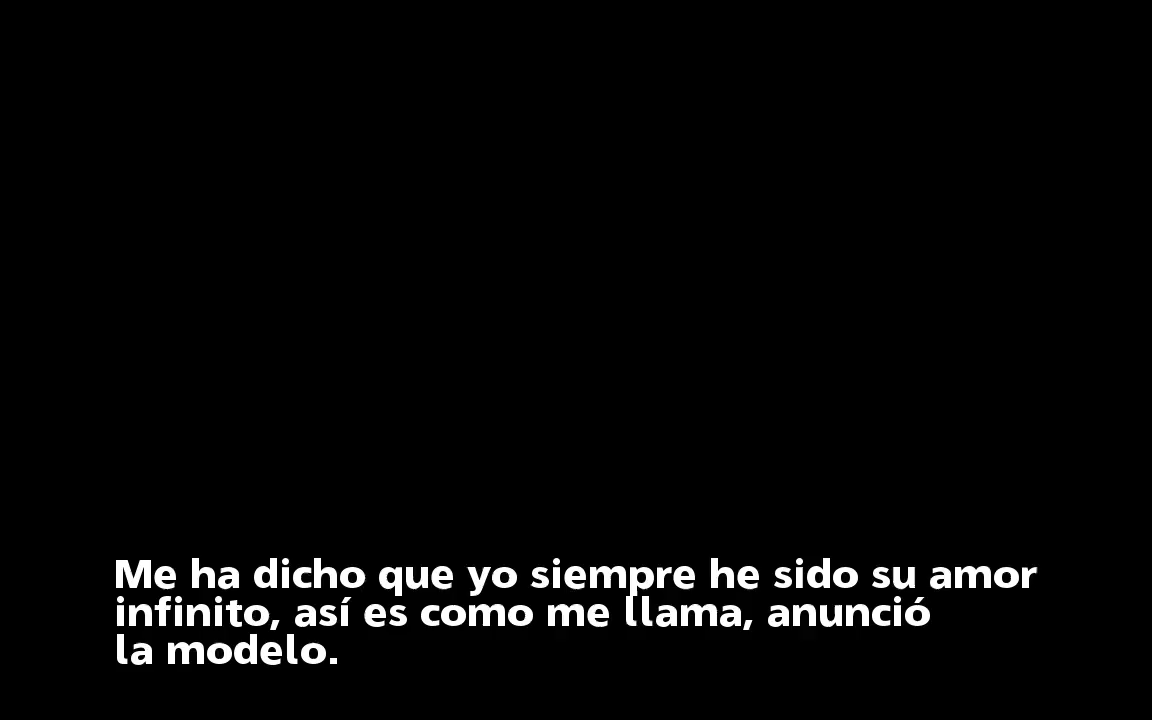 Me ha dicho que yo siempre he sido su amor
infinito, así es como me llama, anunció
la modelo.